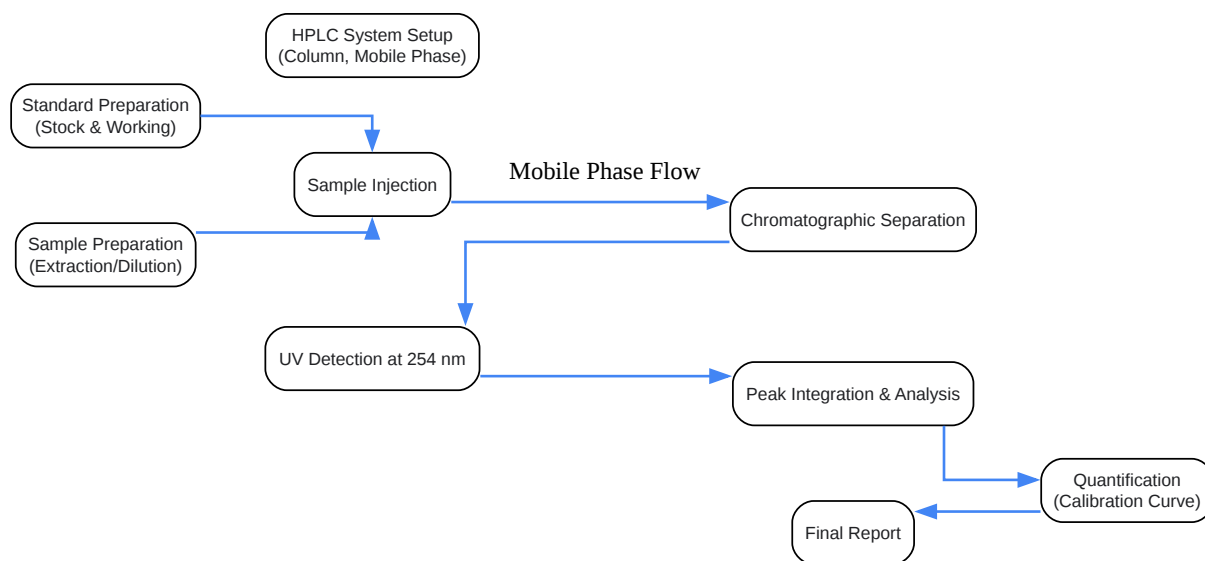 HPLC System Setup
(Column, Mobile Phase)
Standard Preparation
(Stock & Working)
Sample Injection
Mobile Phase Flow
Chromatographic Separation
Sample Preparation
(Extraction/Dilution)
UV Detection at 254 nm
Peak Integration & Analysis
Quantification
(Calibration Curve)
Final Report